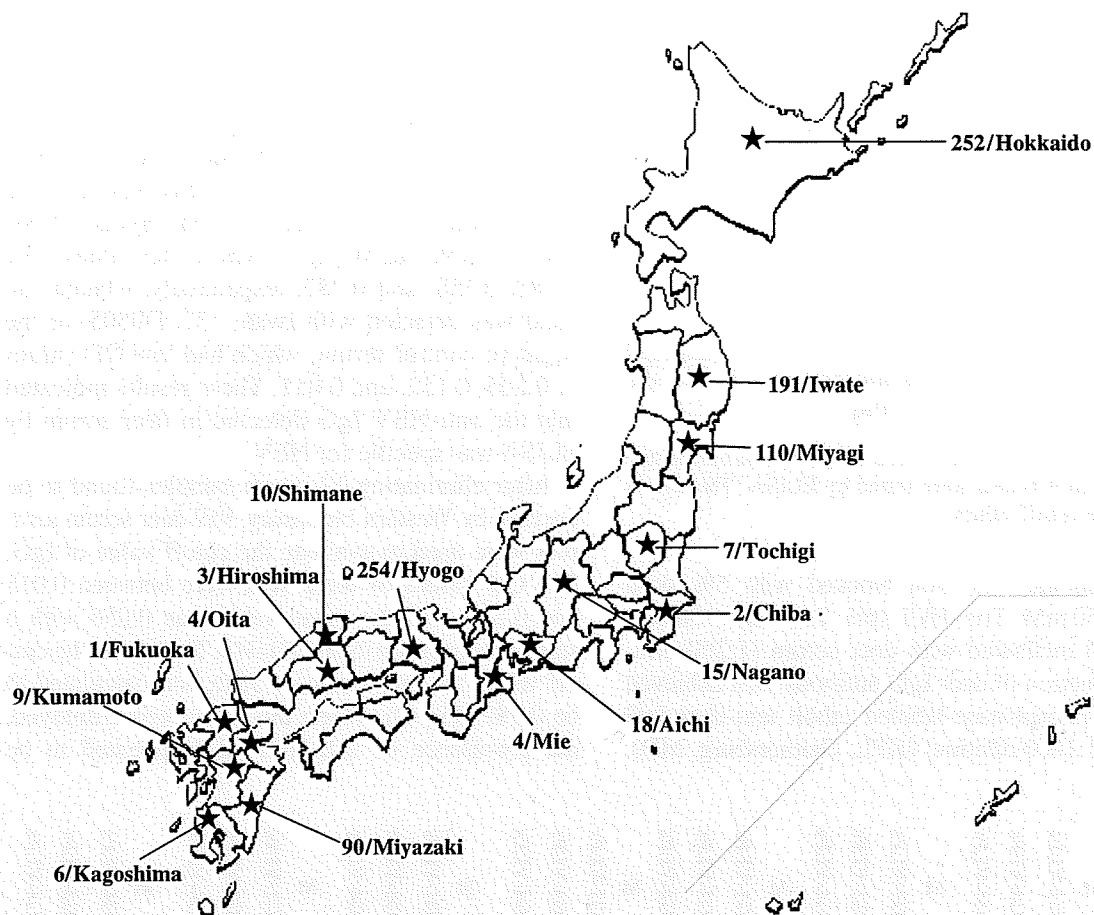 252/Hokkaido
191/Iwate
110/Miyagi
10/Shimane
7/Tochigi
3/Hiroshima
254/Hyogo
4/Oita
2/Chiba
1/Fukuoka
15/Nagano
9/Kumamoto
18/Aichi
4/Mie
90/Miyazaki
6/Kagoshima